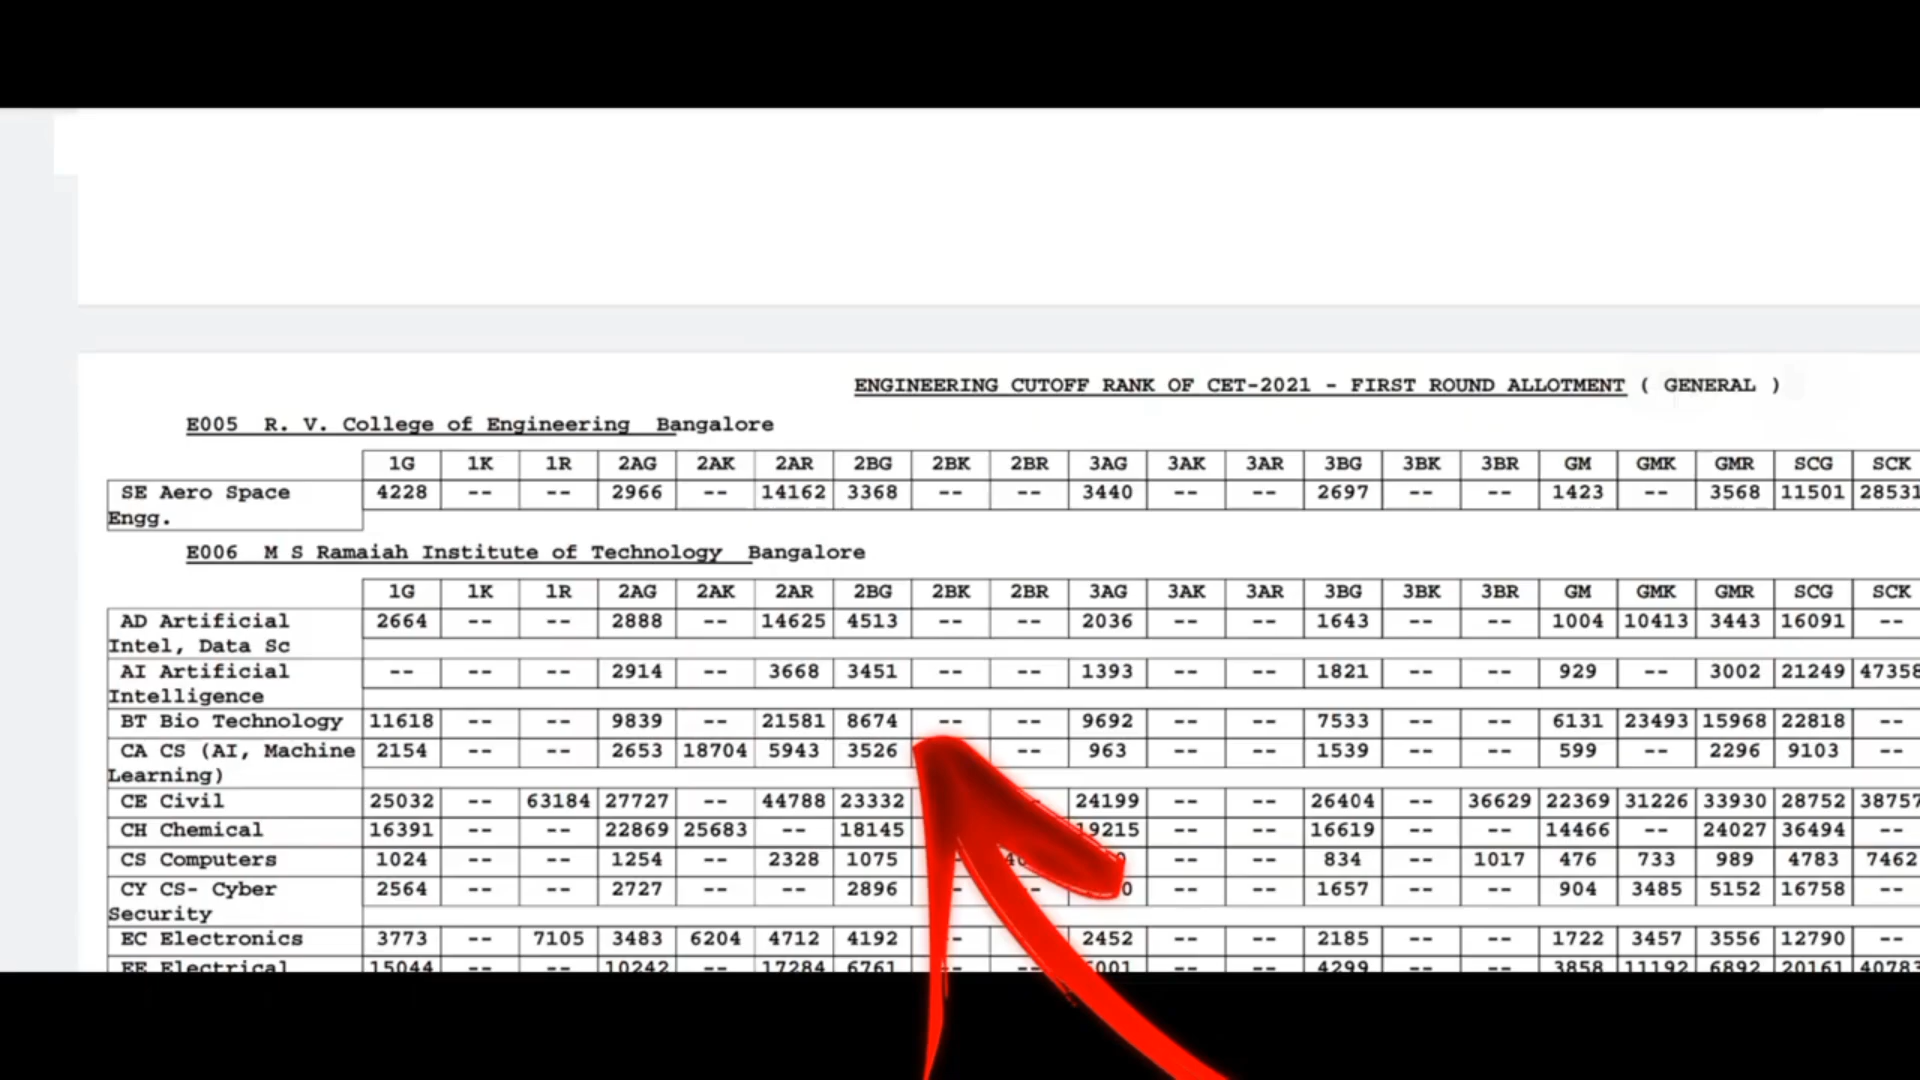 ENGINEERING CUTOFF RANK OF CET-2021 - FIRST ROUND ALLOTMENT ( GENERAL )
E005 R. V. College of Engineering Bangalore
1G 1K 1R 2AG 2AK 2AR 2BG 2BK 2BR 3AG 3AK 3AR 3BG 3BK 3BR GM GMK GMR SCG SCK
SE Aero Space 4228 -- -- 2966 -- 14162 3368 -- -- 3440 -- -- 2697 -- -- 1423 -- 3568 11501 28531
Engg.
E006 M S Ramaiah Institute of Technology Bangalore
1G 1K 1R 2AG 2AK 2AR 2BG 2BK 2BR 3AG 3AK 3AR 3BG 3BK 3BR GM GMK GMR SCG SCK
AD Artificial 2664 -- -- 2888 -- 14625 4513 -- -- 2036 -- -- 1643 -- -- 1004 10413 3443 16091 --
Intel, Data Sc
AI Artificial -- -- -- 2914 -- 3668 3451 -- -- 1393 -- -- 1821 -- -- 929 -- 3002 21249 47358
Intelligence
BT Bio Technology 11618 -- -- 9839 -- 21581 8674 -- -- 9692 -- -- 7533 -- -- 6131 23493 15968 22818 --
CA CS (AI, Machine 2154 -- -- 2653 18704 5943 3526 -- 963 -- -- 1539 -- -- 599 -- 2296 9103 --
Learning)
CE Civil 25032 -- 63184 27727 -- 44788 23332 24199 -- -- 26404 -- 36629 22369 31226 33930 28752 38757
CH Chemical 16391 -- -- 22869 25683 -- 18145 19215 -- -- 16619 -- -- 14466 -- 24027 36494 --
CS Computers 1024 -- -- 1254 -- 2328 1075 -- -- 834 -- 1017 476 733 989 4783 7462
CY CS- Cyber 2564 -- -- 2727 -- -- 2896 -- -- 1657 -- -- 904 3485 5152 16758 --
Security
EC Electronics 3773 -- 7105 3483 6204 4712 4192 2452 -- -- 2185 -- -- 1722 3457 3556 12790 --
EE Electrical 15044 -- -- 10242 -- 17284 6761 -- -- 4299 -- -- 3858 11192 6892 20161 40783